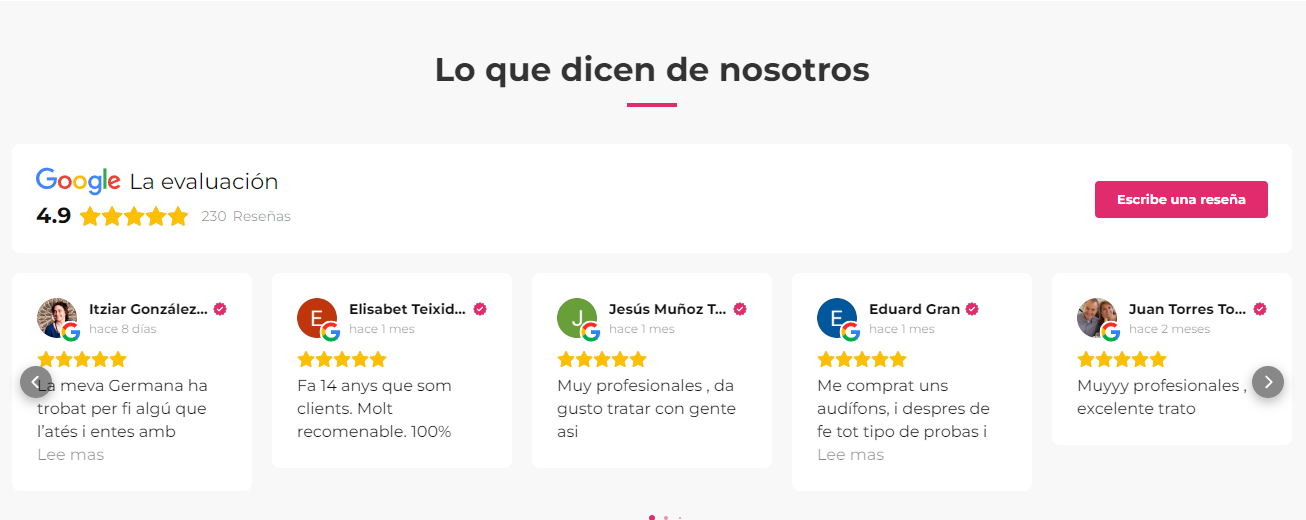 Lo que dicen de nosotros
Google La evaluación
4.9 230 Reseñas
Escribe una reseña
Itziar González...
hace 8 días
La meva Germana ha
trobat per fi algú que
l’atés i entes amb
Lee mas
E
Elisabet Teixid...
hace 1 mes
Fa 14 anys que som
clients. Molt
recomenable. 100%
J
Jesús Muñoz T...
hace 1 mes
Muy profesionales , da
gusto tratar con gente
asi
E
Eduard Gran
hace 1 mes
Me comprat uns
audífons, i despres de
fe tot tipo de probas i
Lee mas
Juan Torres To...
hace 2 meses
Muyyy profesionales ,
excelente trato